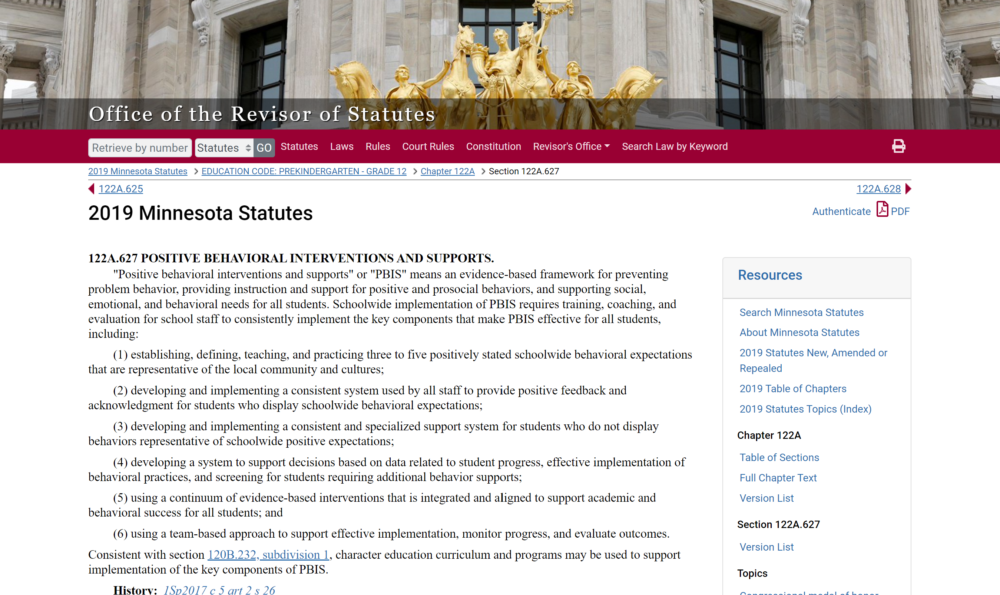 Office of the Revisor of Statutes
Retrieve by number Statutes GO Statutes Laws Rules Court Rules Constitution Revisor's Office Search Law by Keyword
2019 Minnesota Statutes > EDUCATION CODE: PREKINDERGARTEN - GRADE 12 > Chapter 122A > Section 122A.627
122A.625
122A.628
2019 Minnesota Statutes
Authenticate PDF
122A.627 POSITIVE BEHAVIORAL INTERVENTIONS AND SUPPORTS.
"Positive behavioral interventions and supports" or "PBIS" means an evidence-based framework for preventing
problem behavior, providing instruction and support for positive and prosocial behaviors, and supporting social,
emotional, and behavioral needs for all students. Schoolwide implementation of PBIS requires training, coaching, and
evaluation for school staff to consistently implement the key components that make PBIS effective for all students,
including:
(1) establishing, defining, teaching, and practicing three to five positively stated schoolwide behavioral expectations
that are representative of the local community and cultures;
(2) developing and implementing a consistent system used by all staff to provide positive feedback and
acknowledgment for students who display schoolwide behavioral expectations;
(3) developing and implementing a consistent and specialized support system for students who do not display
behaviors representative of schoolwide positive expectations;
(4) developing a system to support decisions based on data related to student progress, effective implementation of
behavioral practices, and screening for students requiring additional behavior supports;
(5) using a continuum of evidence-based interventions that is integrated and aligned to support academic and
behavioral success for all students; and
(6) using a team-based approach to support effective implementation, monitor progress, and evaluate outcomes.
Consistent with section 120B.232, subdivision 1, character education curriculum and programs may be used to support
implementation of the key components of PBIS.
History: 1Sp2017 c 5 art 2 s 26
Resources
Search Minnesota Statutes
About Minnesota Statutes
2019 Statutes New, Amended or
Repealed
2019 Table of Chapters
2019 Statutes Topics (Index)
Chapter 122A
Table of Sections
Full Chapter Text
Version List
Section 122A.627
Version List
Topics
Congressional medal of honor